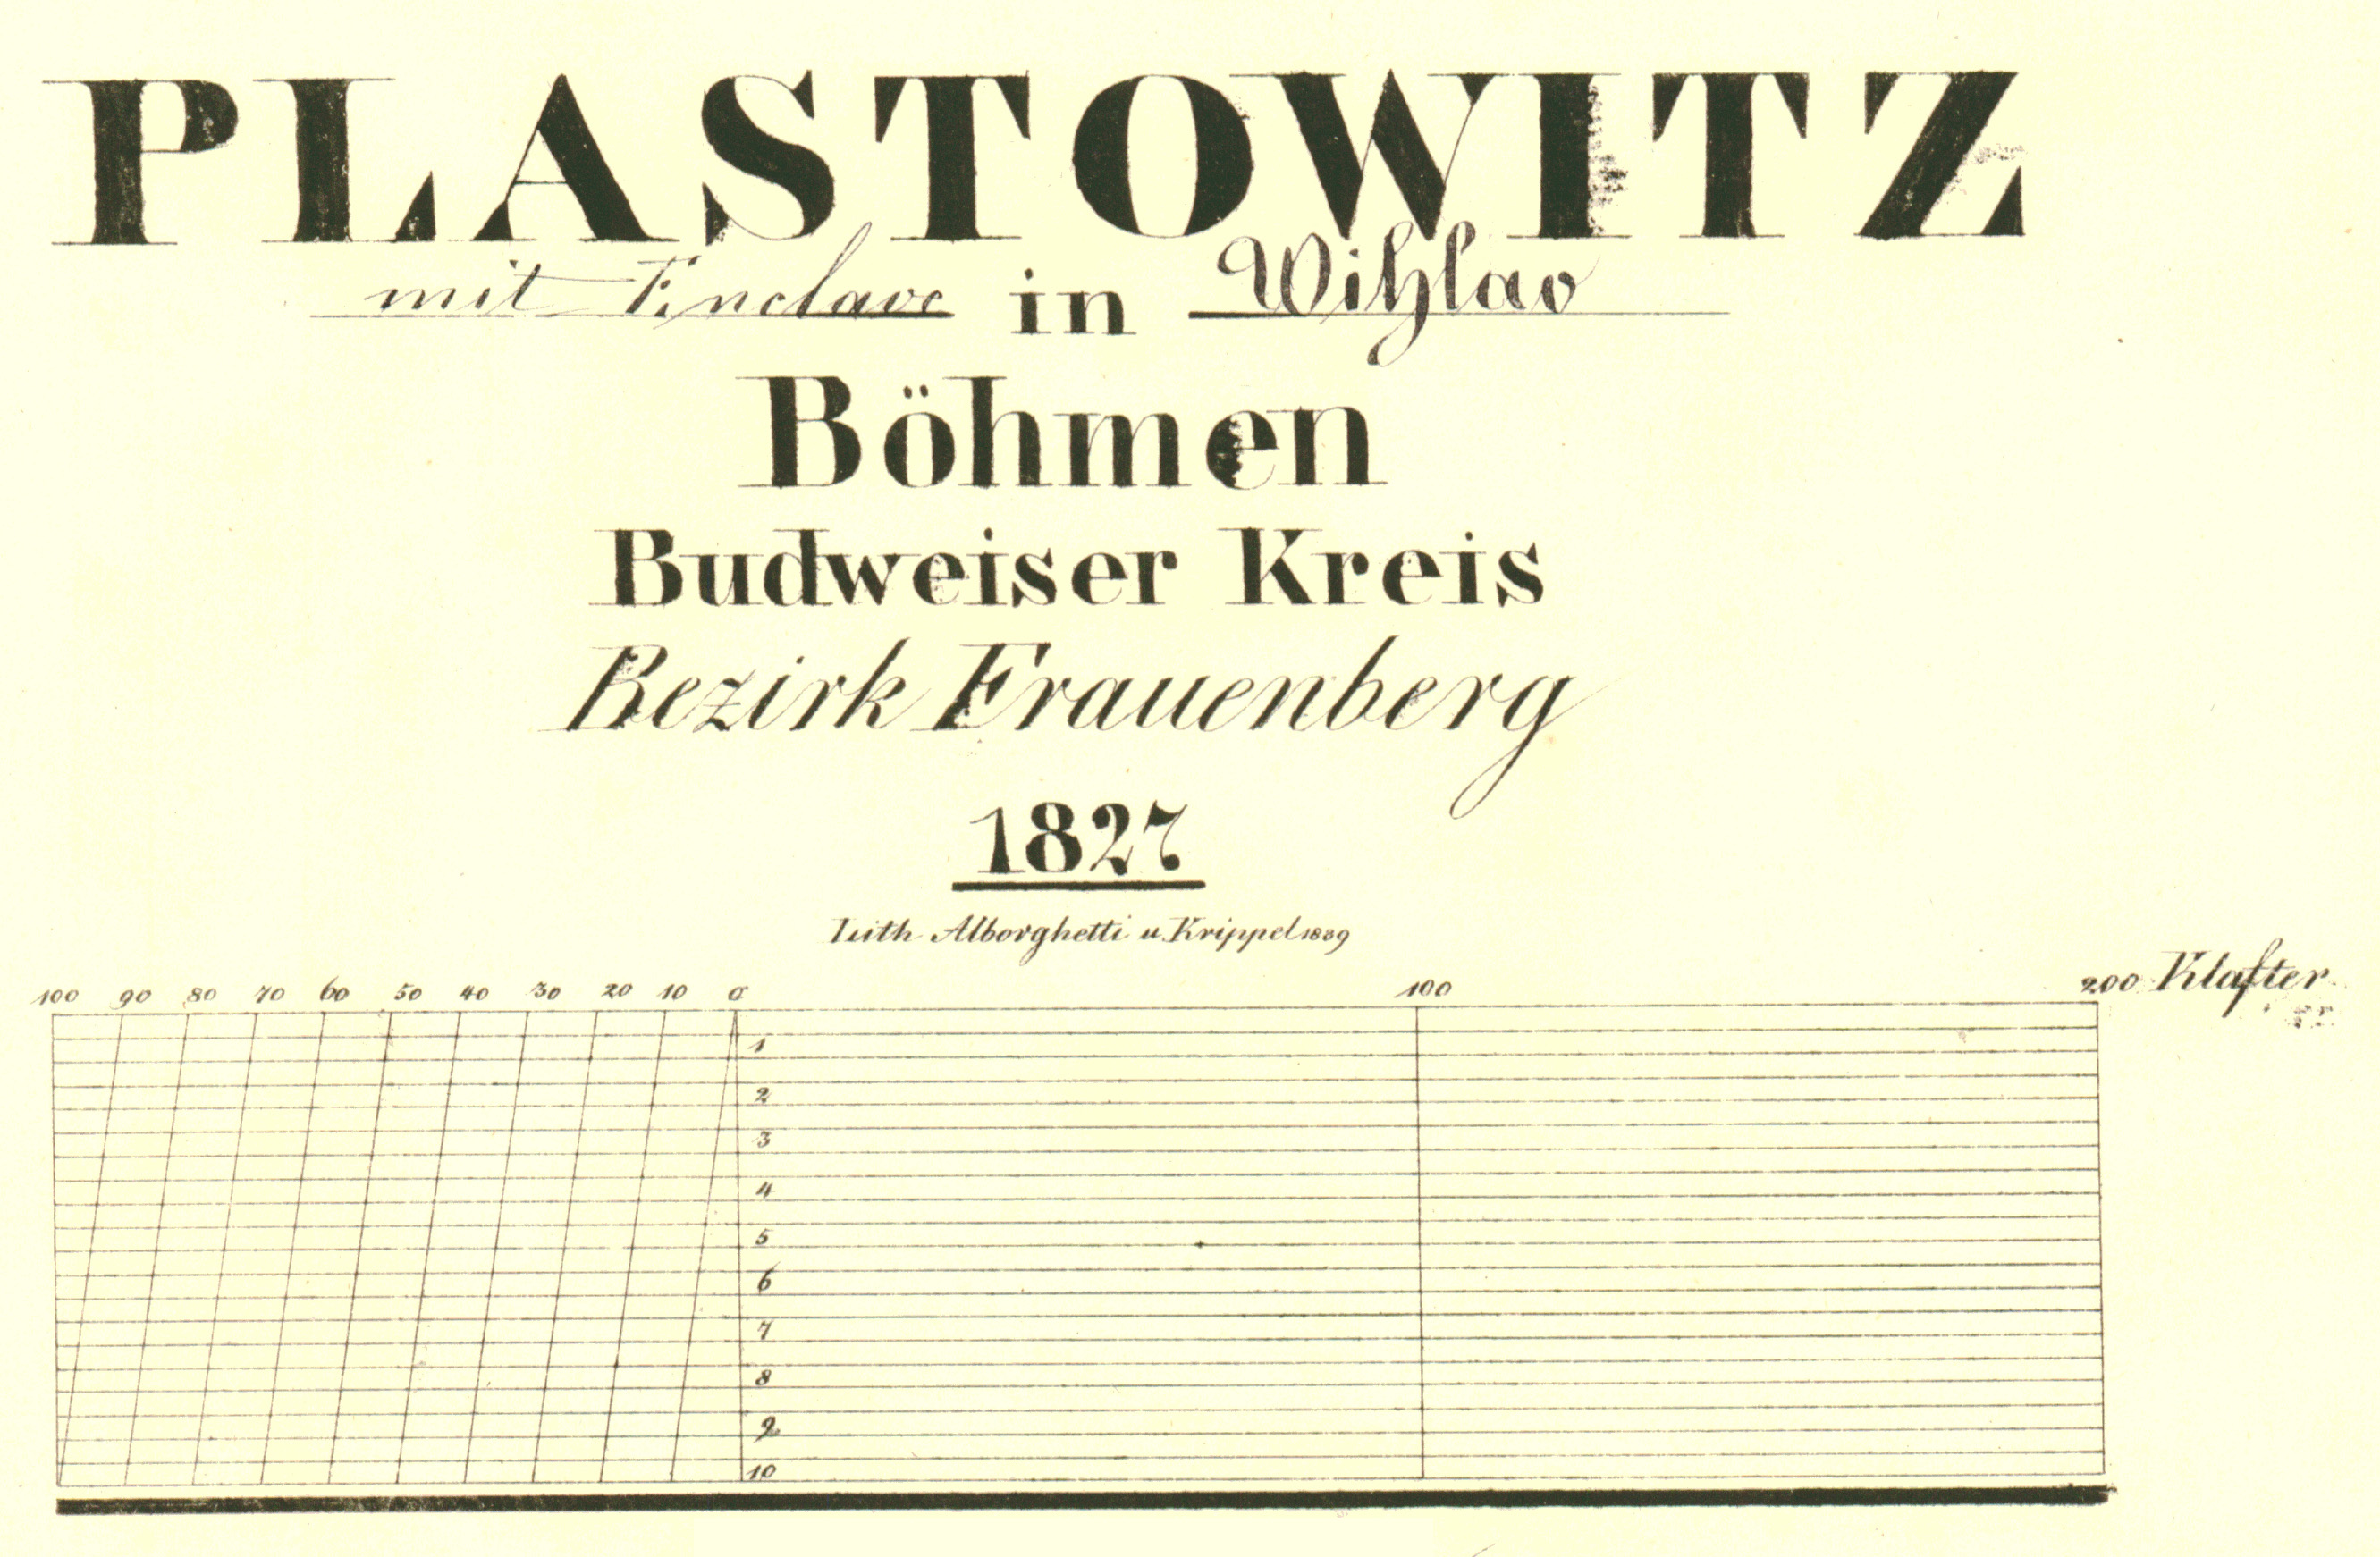 PLASTOWITZ
mit Enclave in Wihlav
Böhmen
Budweiser Kreis
Bezirk Frauenberg
1827
Lith Alborghetti u. Krippel 1839
100 90 80 70 60 50 40 30 20 10 0 100 200 Klafter
1
2
3
4
5
6
7
8
9
10